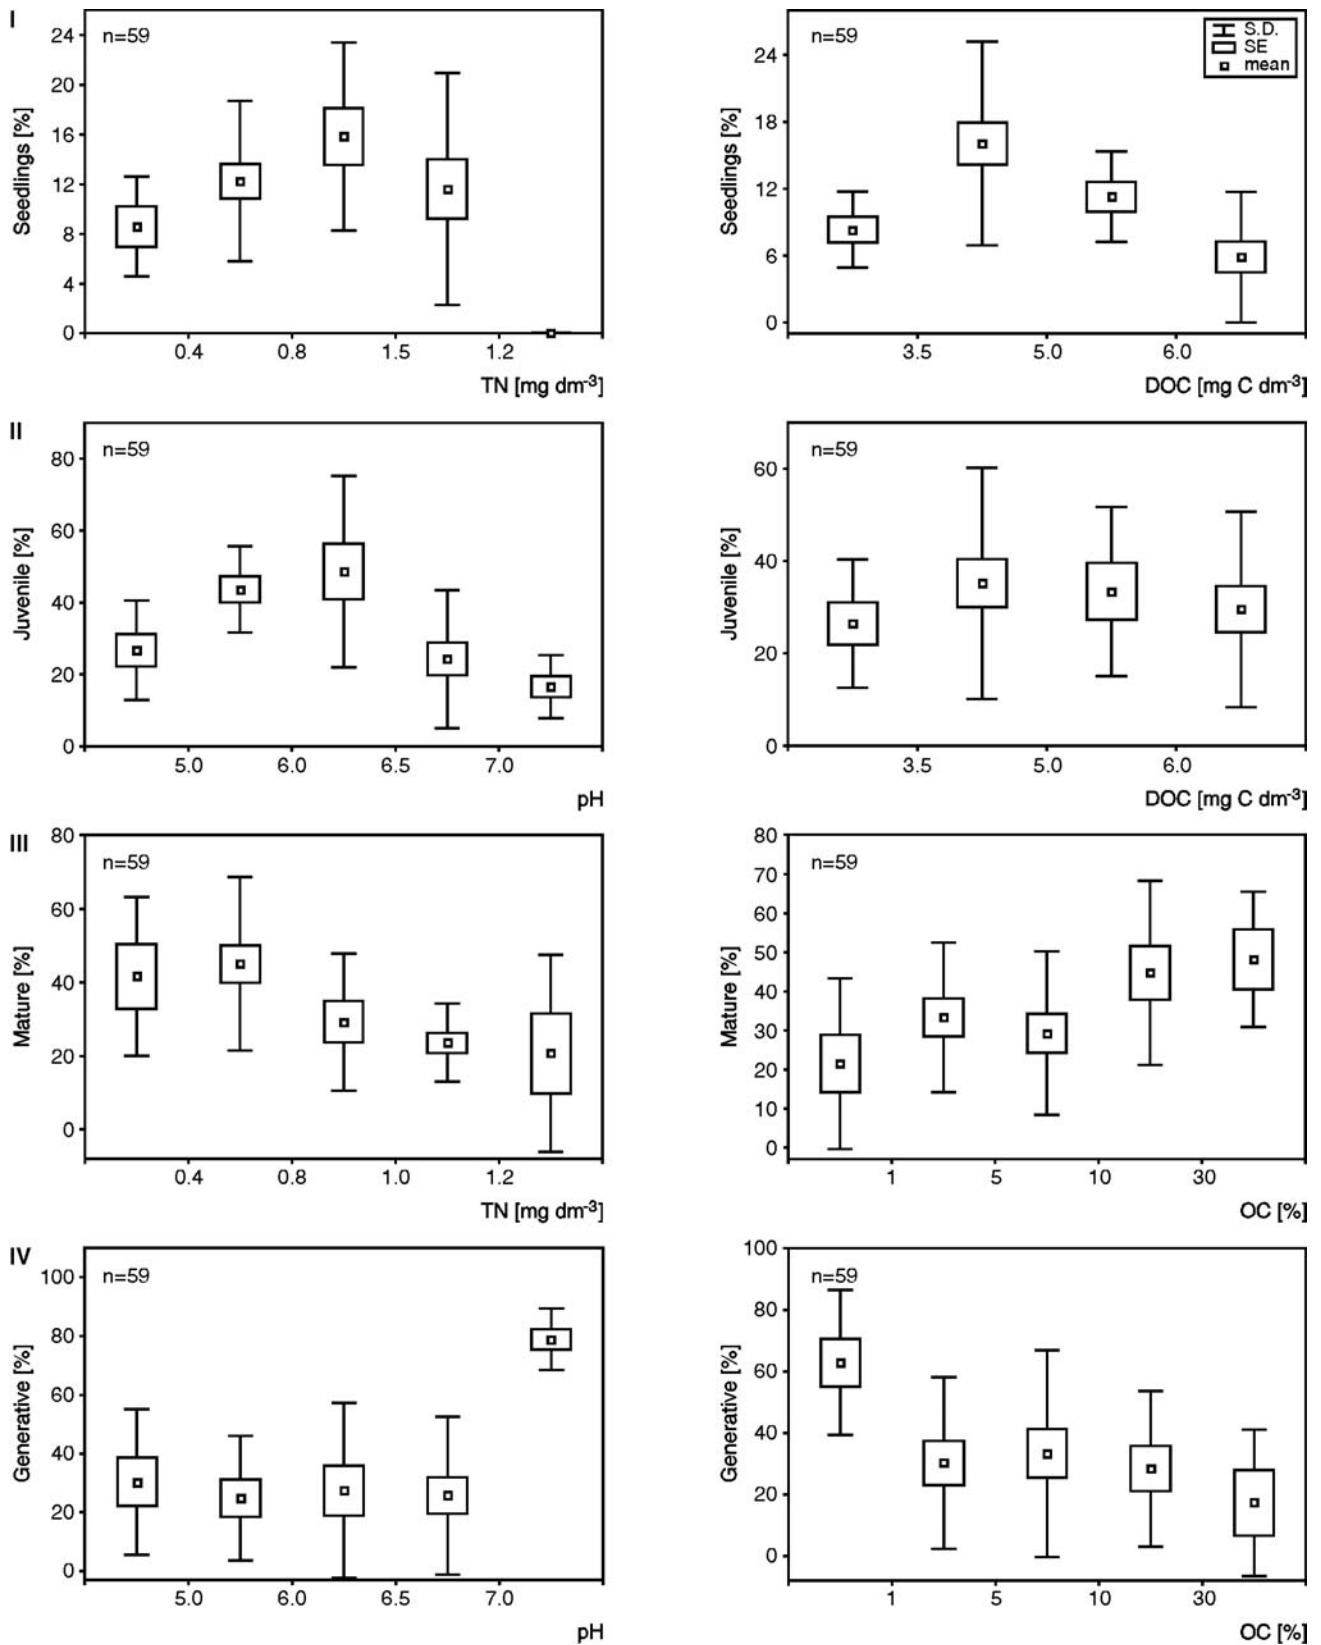 I
n=59
Seedlings [%]
24
20
16
12
8
4
0
0.4 0.8 1.5 1.2
TN [mg dm-3]
n=59
S.D.
SE
mean
Seedlings [%]
24
18
12
6
0
3.5 5.0 6.0
DOC [mg C dm-3]
II
n=59
Juvenile [%]
80
60
40
20
0
5.0 6.0 6.5 7.0
pH
n=59
Juvenile [%]
60
40
20
0
3.5 5.0 6.0
DOC [mg C dm-3]
III
n=59
Mature [%]
80
60
40
20
0
0.4 0.8 1.0 1.2
TN [mg dm-3]
n=59
Mature [%]
80
70
60
50
40
30
20
10
0
1 5 10 30
OC [%]
IV
n=59
Generative [%]
100
80
60
40
20
0
5.0 6.0 6.5 7.0
pH
n=59
Generative [%]
100
80
60
40
20
0
1 5 10 30
OC [%]